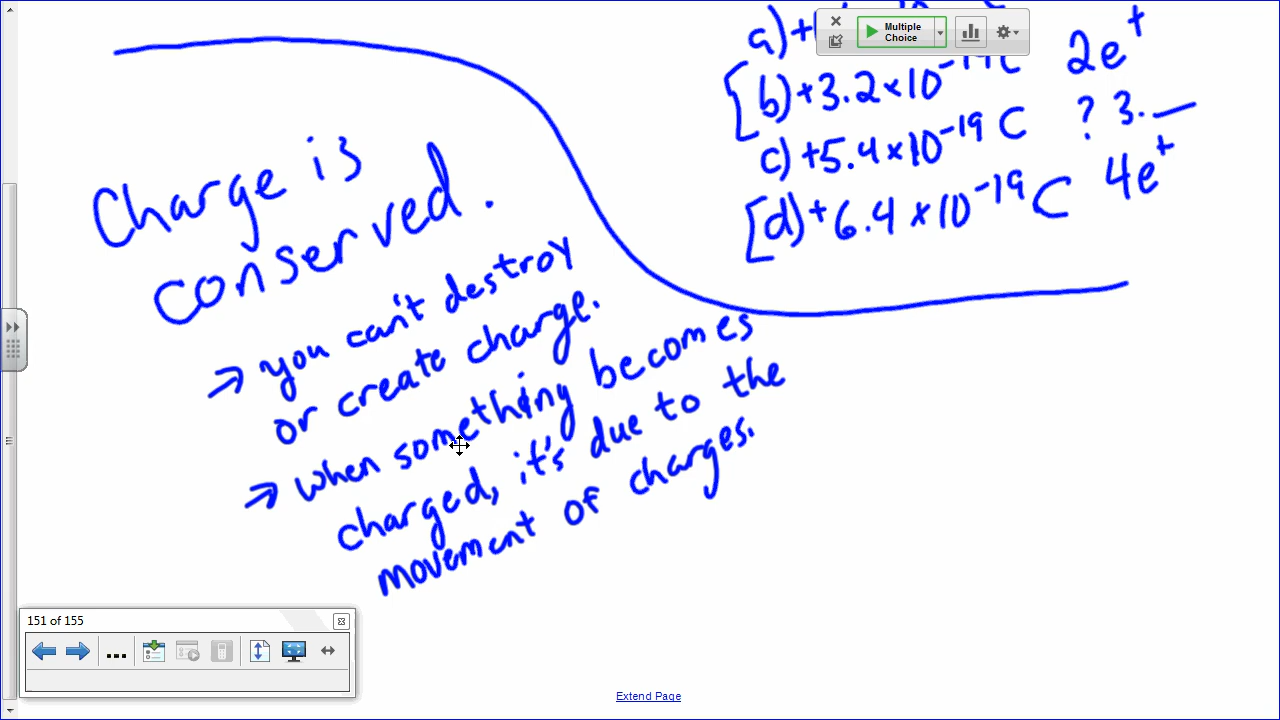 Multiple
Choice
a)+
[b)+3.2×10⁻¹⁹C 2e⁺
c)+5.4×10⁻¹⁹ C ? 3._
[d)+6.4×10⁻¹⁹C 4e⁺
Charge is
conserved.
→ you can't destroy
or create charge.
→ when something becomes
charged, it's due to the
movement of charges.
151 of 155
Extend Page